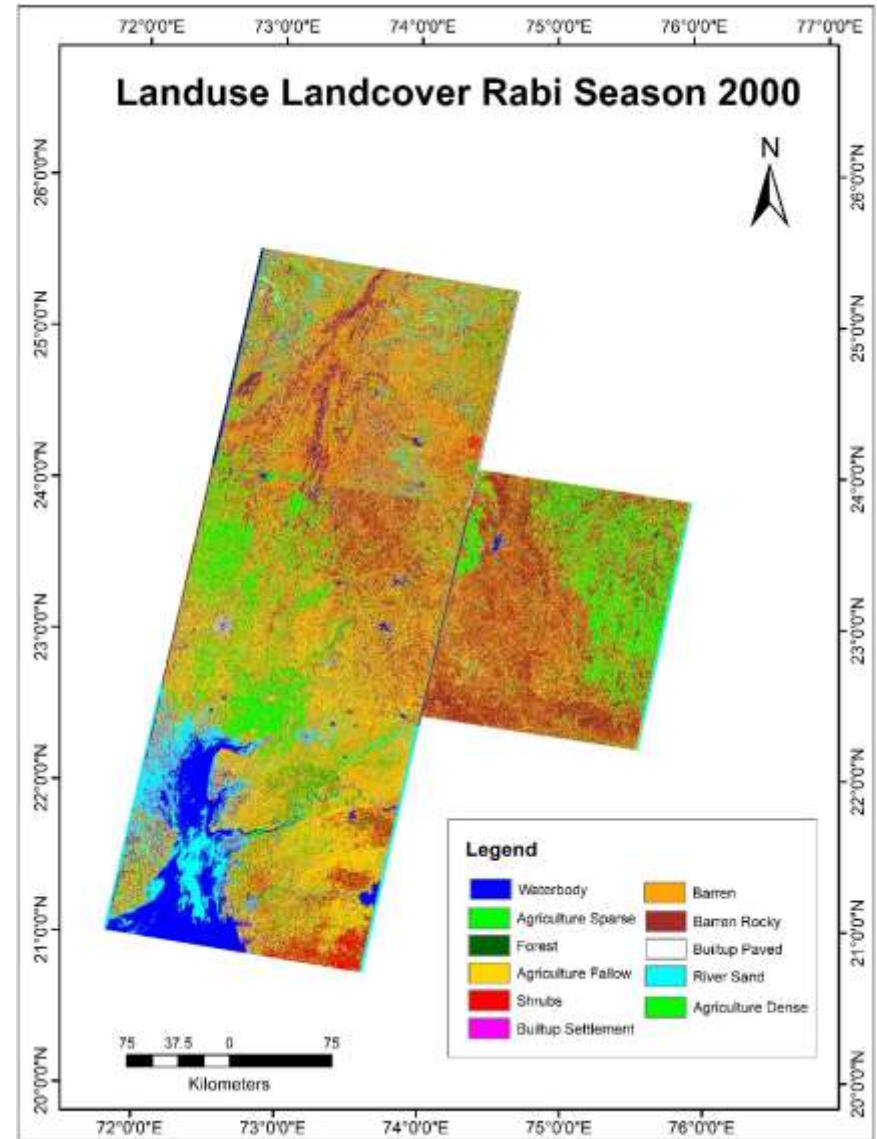 72°0'0"E 73°0'0"E 74°0'0"E 75°0'0"E 76°0'0"E 77°0'0"E
Landuse Landcover Rabi Season 2000
N
26°0'0"N 26°0'0"N
25°0'0"N 25°0'0"N
24°0'0"N 24°0'0"N
23°0'0"N 23°0'0"N
22°0'0"N 22°0'0"N
21°0'0"N 21°0'0"N
20°0'0"N 20°0'0"N
Legend
Waterbody
Agriculture Sparse
Forest
Agriculture Fallow
Shrubs
Builtup Settlement
Barren
Barren Rocky
Builtup Paved
River Sand
Agriculture Dense
75 37.5 0 75
Kilometers
72°0'0"E 73°0'0"E 74°0'0"E 75°0'0"E 76°0'0"E